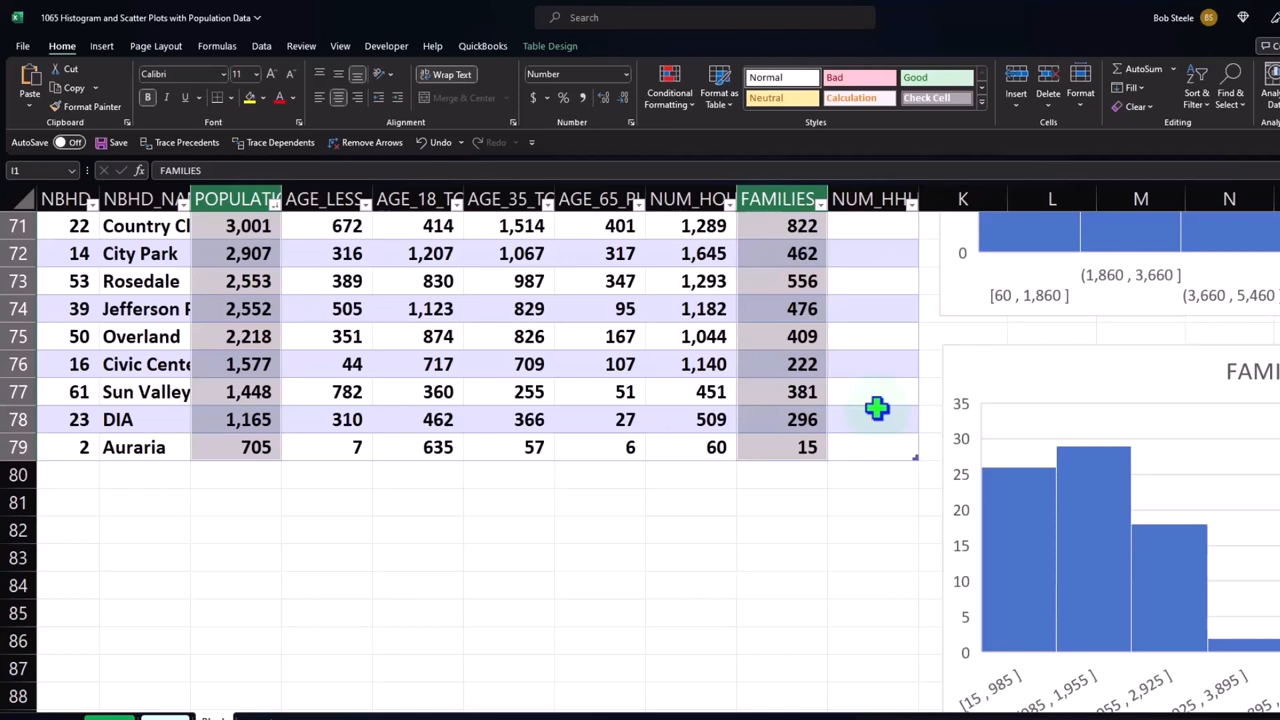 1065 Histogram and Scatter Plots with Population Data
Search
Bob Steele BS
File Home Insert Page Layout Formulas Data Review View Developer Help QuickBooks Table Design
Paste
Cut
Copy
Format Painter
Clipboard
Calibri 11
Font
Wrap Text
Merge & Center
Alignment
Number
Number
Conditional Formatting
Format as Table
Normal Bad Good
Neutral Calculation Check Cell
Styles
Insert Delete Format
Cells
AutoSum
Fill
Clear
Sort & Filter
Find & Select
Editing
AutoSave Off Save Trace Precedents Trace Dependents Remove Arrows Undo Redo
I1 FAMILIES
NBHD NBHD_NA POPULATI AGE_LESS AGE_18_TO AGE_35_TO AGE_65_P NUM_HOU FAMILIES NUM_HH K L M N
71 22 Country Cl 3,001 672 414 1,514 401 1,289 822
72 14 City Park 2,907 316 1,207 1,067 317 1,645 462
73 53 Rosedale 2,553 389 830 987 347 1,293 556
74 39 Jefferson P 2,552 505 1,123 829 95 1,182 476
75 50 Overland 2,218 351 874 826 167 1,044 409
76 16 Civic Cente 1,577 44 717 709 107 1,140 222
77 61 Sun Valley 1,448 782 360 255 51 451 381
78 23 DIA 1,165 310 462 366 27 509 296
79 2 Auraria 705 7 635 57 6 60 15
80
81
82
83
84
85
86
87
88
0
(1,860 , 3,660 ]
[60 , 1,860 ] (3,660 , 5,460 ]
FAMI
35
30
25
20
15
10
5
0
[15 , 985 ]